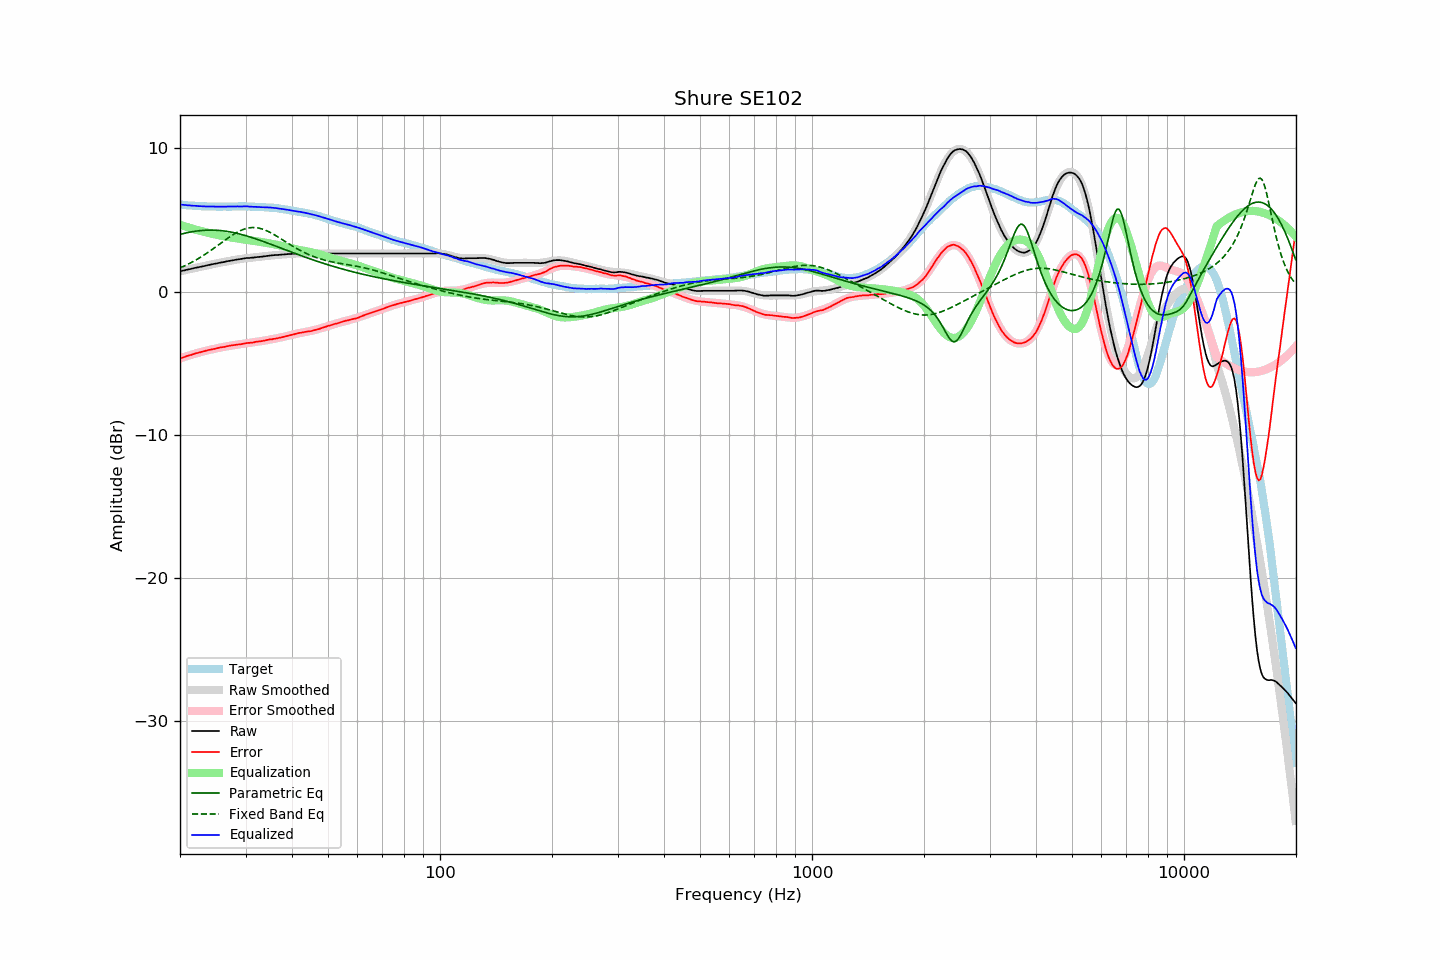 Shure SE102
10
0
−10
−20
−30
Amplitude (dBr)
100
1000
10000
Frequency (Hz)
Target
Raw Smoothed
Error Smoothed
Raw
Error
Equalization
Parametric Eq
Fixed Band Eq
Equalized